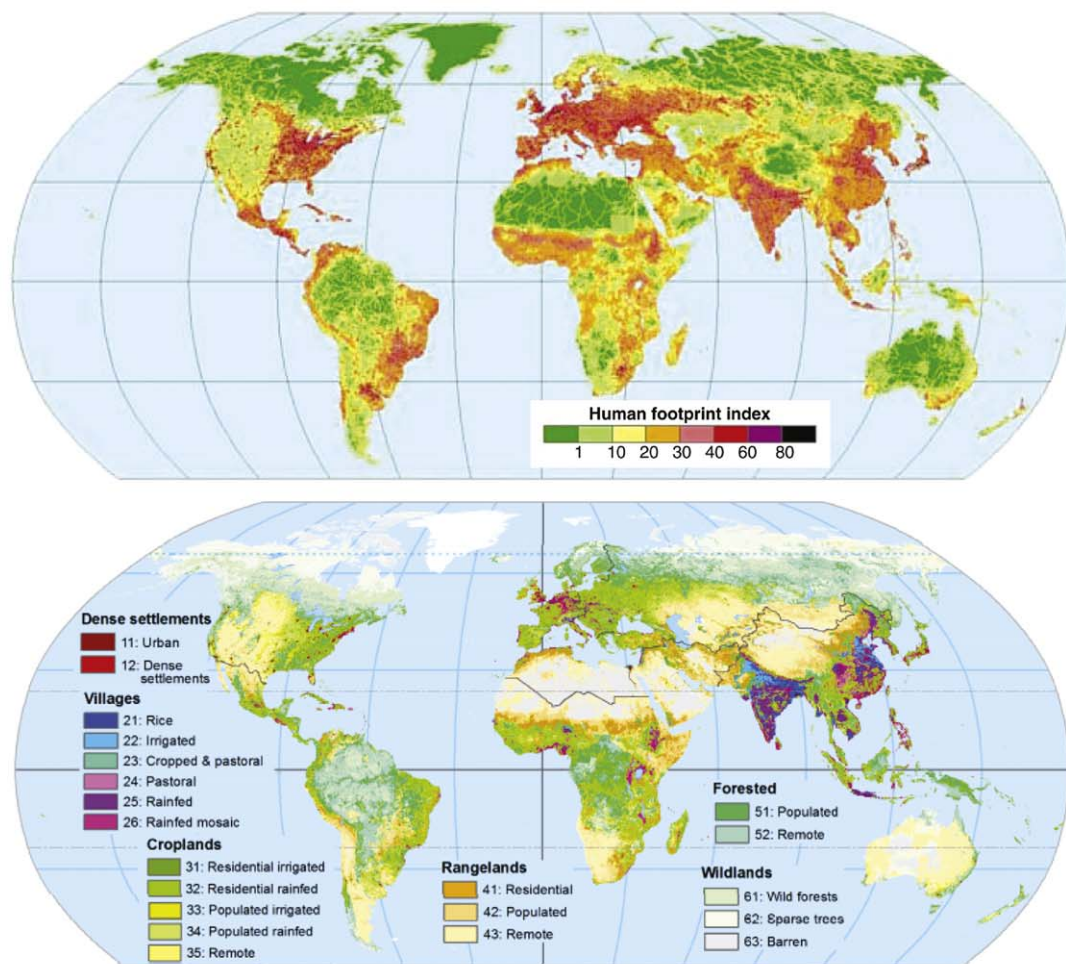 Human footprint index
1 10 20 30 40 60 80
Dense settlements
11: Urban
12: Dense
settlements
Villages
21: Rice
22: Irrigated
23: Cropped & pastoral
24: Pastoral
25: Rainfed
26: Rainfed mosaic
Croplands
31: Residential irrigated
32: Residential rainfed
33: Populated irrigated
34: Populated rainfed
35: Remote
Rangelands
41: Residential
42: Populated
43: Remote
Forested
51: Populated
52: Remote
Wildlands
61: Wild forests
62: Sparse trees
63: Barren